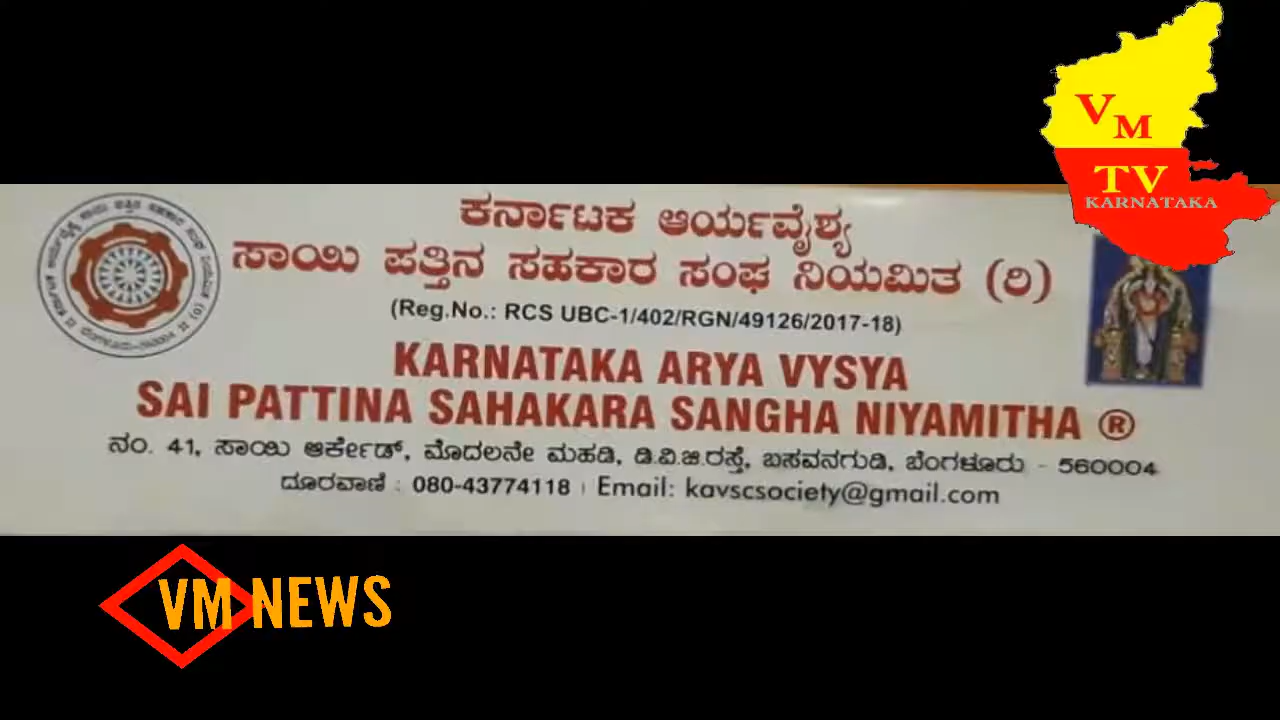 V
M
TV
KARNATAKA
ಕರ್ನಾಟಕ ಆರ್ಯವೈಶ್ಯ
ಸಾಯಿ ಪತ್ತಿನ ಸಹಕಾರ ಸಂಘ ನಿಯಮಿತ (ರಿ)
(Reg.No.: RCS UBC-1/402/RGN/49126/2017-18)
KARNATAKA ARYA VYSYA
SAI PATTINA SAHAKARA SANGHA NIYAMITHA ®
ನಂ. 41, ಸಾಯಿ ಆರ್ಕೇಡ್, ಮೊದಲನೇ ಮಹಡಿ, ಡಿ.ವಿ.ಜಿ.ರಸ್ತೆ, ಬಸವನಗುಡಿ, ಬೆಂಗಳೂರು - 560004
ದೂರವಾಣಿ : 080-43774118 | Email: kavscsociety@gmail.com
VM NEWS